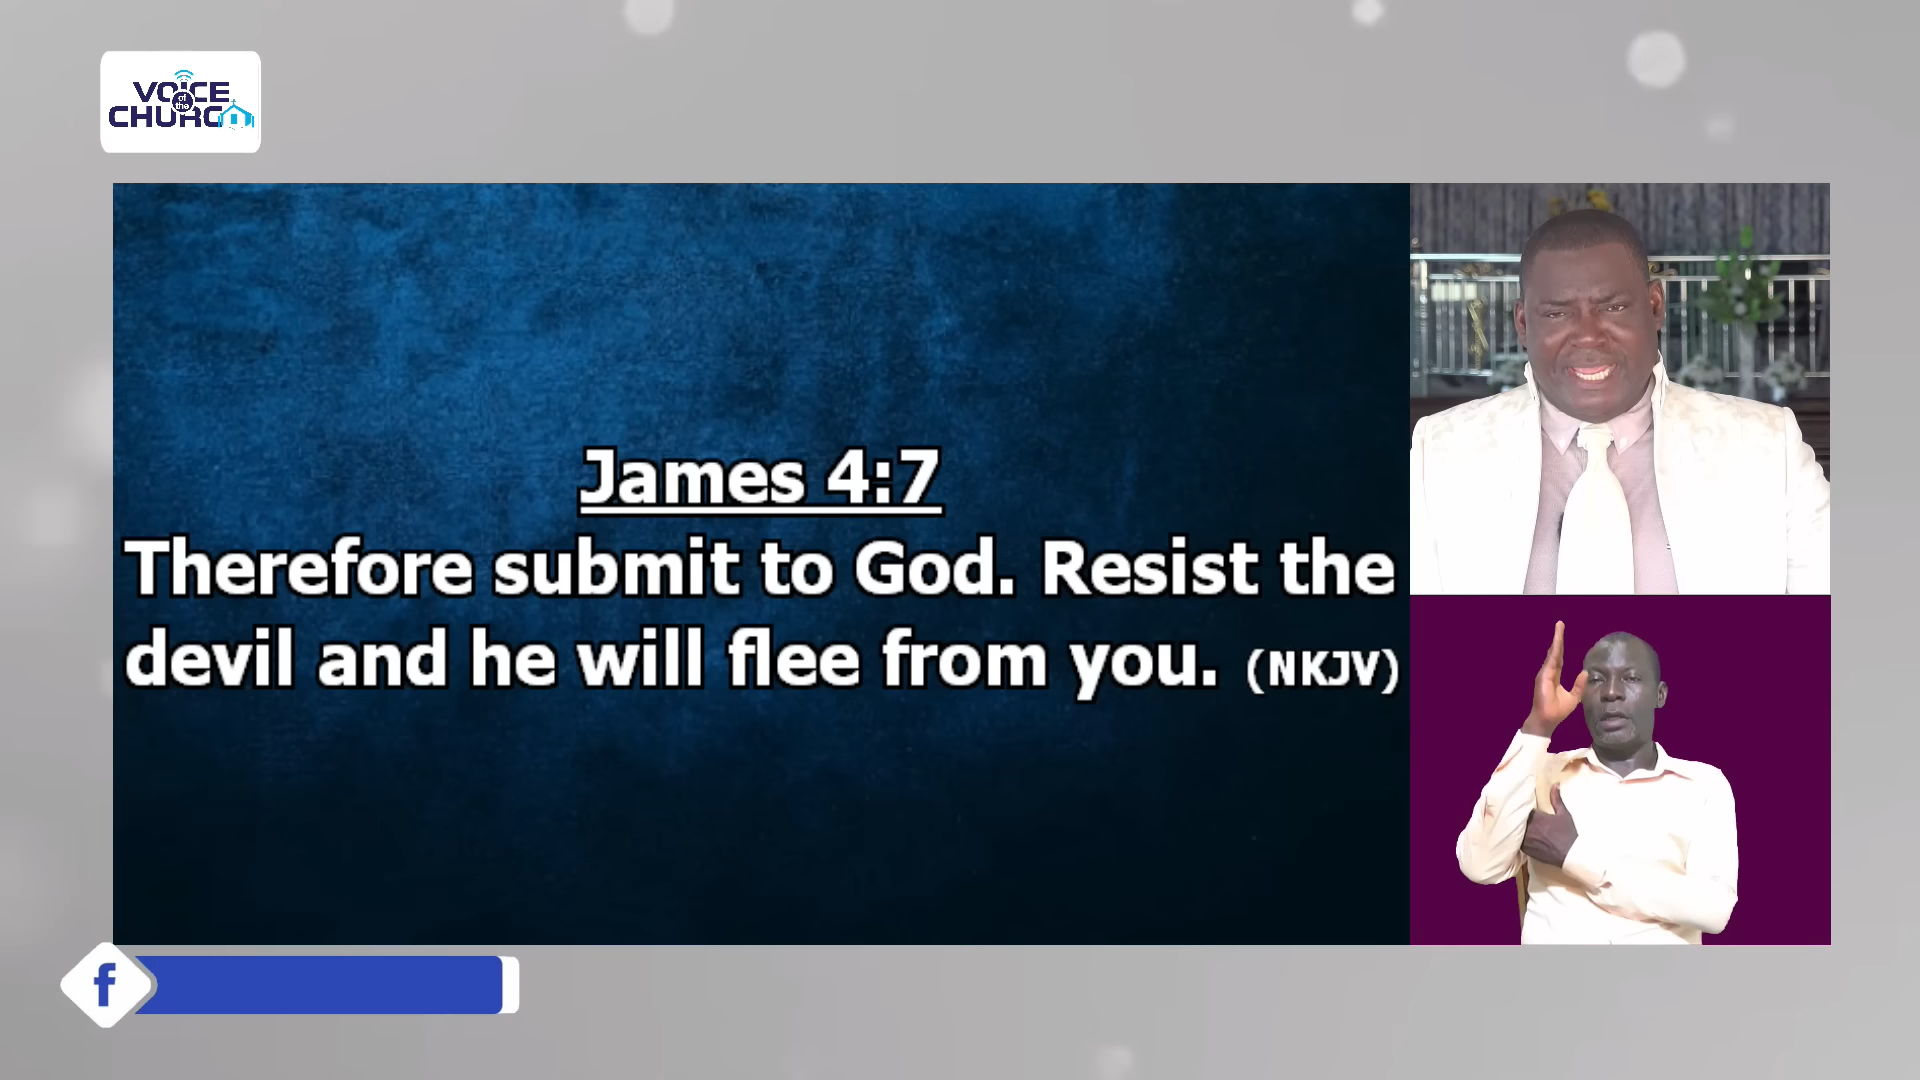 VOICE
of the
CHURCH
James 4:7
Therefore submit to God. Resist the
devil and he will flee from you. (NKJV)
f